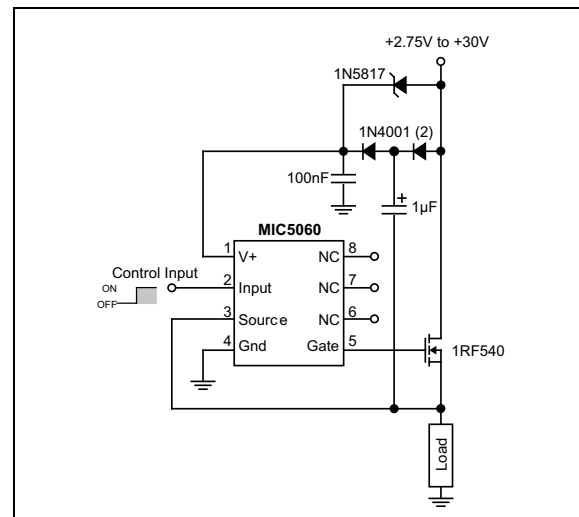 +2.75V to +30V
1N5817
1N4001 (2)
100nF
1µF
+
MIC5060
1 V+ NC 8
Control Input
ON
OFF
2 Input NC 7
3 Source NC 6
4 Gnd Gate 5
1RF540
Load